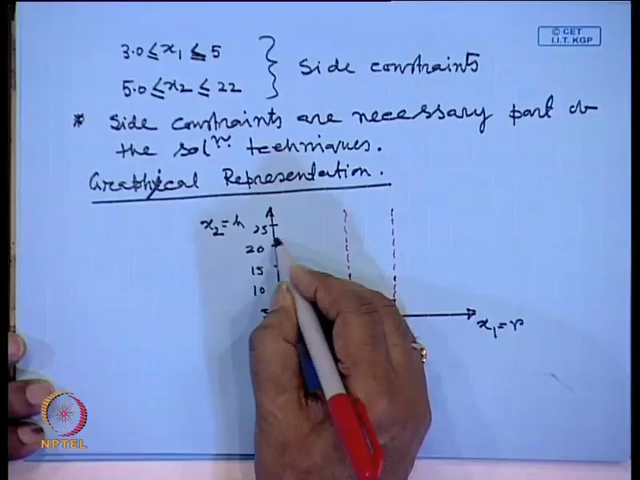 © CET
I.I.T. KGP
3.0 ≤ x₁ ≤ 5
5.0 ≤ x₂ ≤ 22
Side constraints
* Side constraints are necessary part of
the solⁿ techniques.
Graphical Representation.
x₂=h
25
20
15
10
x₁=r
NPTEL